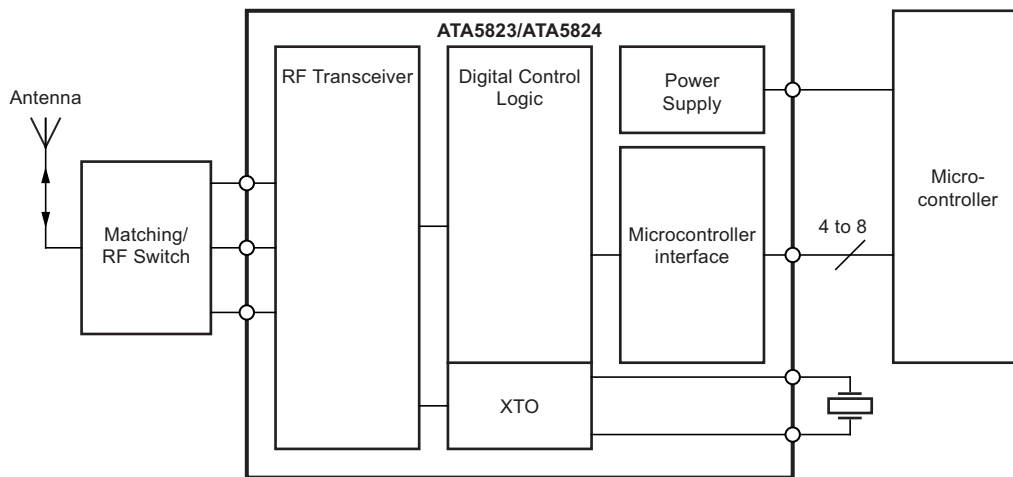 ATA5823/ATA5824
RF Transceiver
Digital Control
Logic
Power
Supply
Antenna
Micro-
controller
Matching/
RF Switch
Microcontroller
interface
4 to 8
XTO